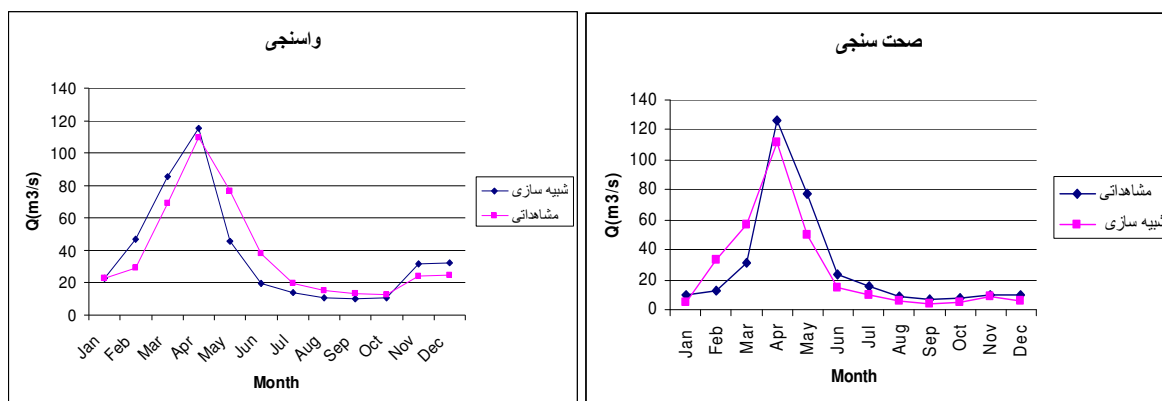 واسنجی
Q(m3/s)
140
120
100
80
60
40
20
0
Jan
Feb
Mar
Apr
May
Jun
Jul
Aug
Sep
Oct
Nov
Dec
Month
شبیه سازی
مشاهداتی
صحت سنجی
Q(m3/s)
140
120
100
80
60
40
20
0
Jan
Feb
Mar
Apr
May
Jun
Jul
Aug
Sep
Oct
Nov
Dec
Month
مشاهداتی
شبیه سازی